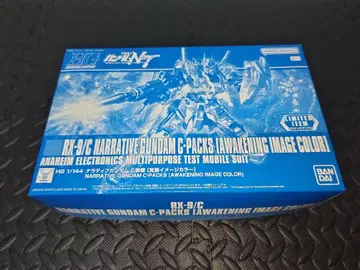 HG
ガンダムNT
LIMITED
ITEM
RX-9/C NARRATIVE GUNDAM C-PACKS [AWAKENING IMAGE COLOR]
ANAHEIM ELECTRONICS MULTIPURPOSE TEST MOBILE SUIT
HG 1/144 ナラティブガンダム C装備 [覚醒イメージカラー]
NARRATIVE GUNDAM C-PACKS [AWAKENING IMAGE COLOR]
BANDAI
RX-9/C
NARRATIVE GUNDAM C-PACKS [AWAKENING IMAGE COLOR]